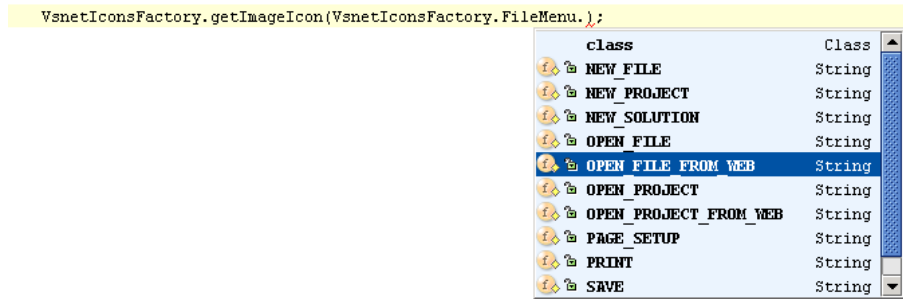 VsnetIconsFactory.getImageIcon(VsnetIconsFactory.FileMenu.);
class Class
f NEW_FILE String
f NEW_PROJECT String
f NEW_SOLUTION String
f OPEN_FILE String
f OPEN_FILE_FROM_WEB String
f OPEN_PROJECT String
f OPEN_PROJECT_FROM_WEB String
f PAGE_SETUP String
f PRINT String
f SAVE String